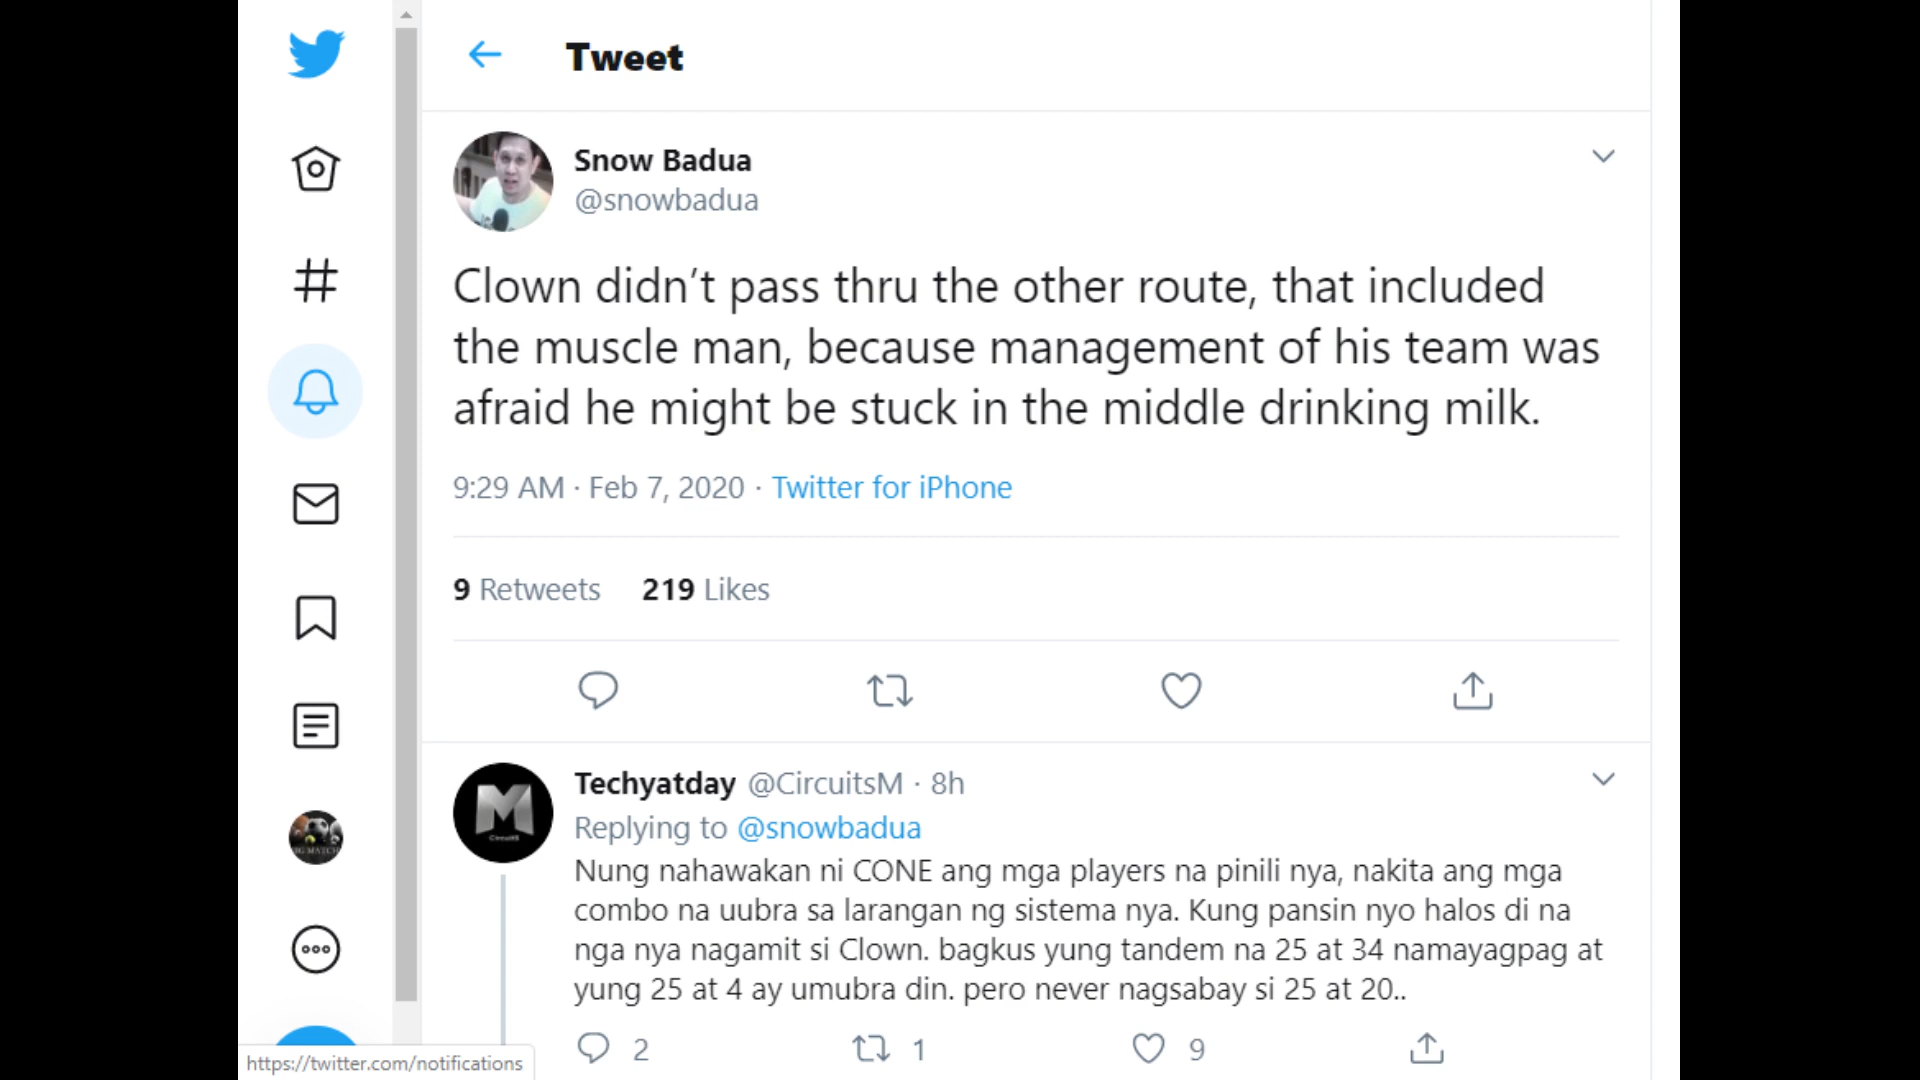 Tweet
Snow Badua
@snowbadua
Clown didn’t pass thru the other route, that included
the muscle man, because management of his team was
afraid he might be stuck in the middle drinking milk.
9:29 AM · Feb 7, 2020 · Twitter for iPhone
9 Retweets 219 Likes
Techyatday @CircuitsM · 8h
Replying to @snowbadua
Nung nahawakan ni CONE ang mga players na pinili nya, nakita ang mga
combo na uubra sa larangan ng sistema nya. Kung pansin nyo halos di na
nga nya nagamit si Clown. bagkus yung tandem na 25 at 34 namayagpag at
yung 25 at 4 ay umubra din. pero never nagsabay si 25 at 20..
2 1 9
https://twitter.com/notifications